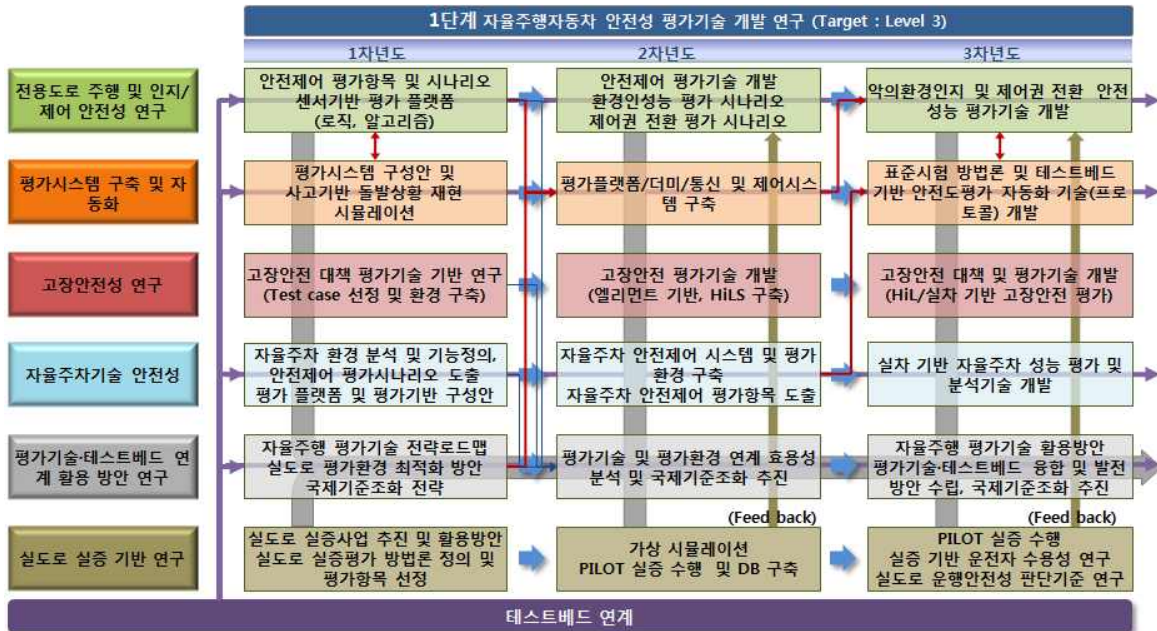 1단계 자율주행자동차 안전성 평가기술 개발 연구 (Target : Level 3)
1차년도
2차년도
3차년도
전용도로 주행 및 인지/
제어 안전성 연구
안전제어 평가항목 및 시나리오
센서기반 평가 플랫폼
(로직, 알고리즘)
안전제어 평가기술 개발
환경인성능 평가 시나리오
제어권 전환 평가 시나리오
악의환경인지 및 제어권 전환 안전
성능 평가기술 개발
평가시스템 구축 및 자
동화
평가시스템 구성안 및
사고기반 돌발상황 재현
시뮬레이션
평가플랫폼/더미/통신 및 제어시스
템 구축
표준시험 방법론 및 테스트베드
기반 안전도평가 자동화 기술(프로
토콜) 개발
고장안전성 연구
고장안전 대책 평가기술 기반 연구
(Test case 선정 및 환경 구축)
고장안전 평가기술 개발
(엘리먼트 기반, HiLS 구축)
고장안전 대책 및 평가기술 개발
(HiL/실차 기반 고장안전 평가)
자율주차기술 안전성
자율주차 환경 분석 및 기능정의,
안전제어 평가시나리오 도출
평가 플랫폼 및 평가기반 구성안
자율주차 안전제어 시스템 및 평가
환경 구축
자율주차 안전제어 평가항목 도출
실차 기반 자율주차 성능 평가 및
분석기술 개발
평가기술·테스트베드 연
계 활용 방안 연구
자율주행 평가기술 전략로드맵
실도로 평가환경 최적화 방안
국제기준조화 전략
평가기술 및 평가환경 연계 효용성
분석 및 국제기준조화 추진
자율주행 평가기술 활용방안
평가기술·테스트베드 융합 및 발전
방안 수립, 국제기준조화 추진
(Feed back)
(Feed back)
실도로 실증 기반 연구
실도로 실증사업 추진 및 활용방안
실도로 실증평가 방법론 정의 및
평가항목 선정
가상 시뮬레이션
PILOT 실증 수행 및 DB 구축
PILOT 실증 수행
실증 기반 운전자 수용성 연구
실도로 운행안전성 판단기준 연구
테스트베드 연계